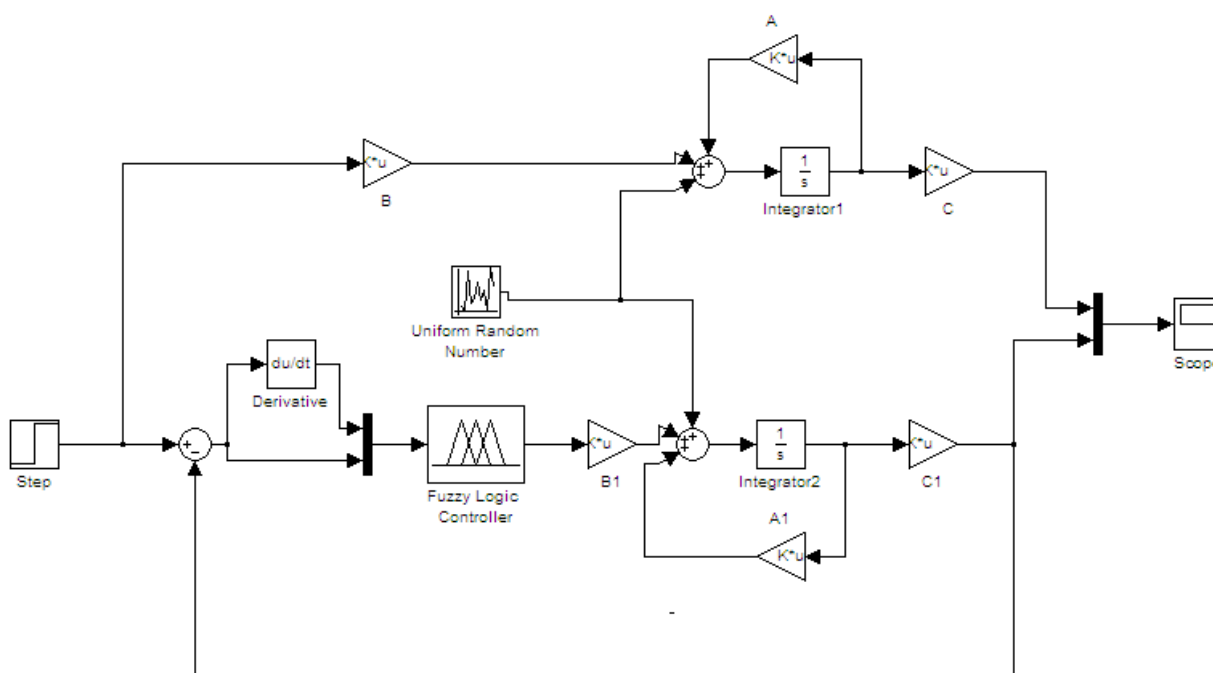 A
K*u
K*u
B
1
s
Integrator1
K*u
C
Uniform Random
Number
du/dt
Derivative
Step
Fuzzy Logic
Controller
K*u
B1
1
s
Integrator2
K*u
C1
A1
K*u
Scope